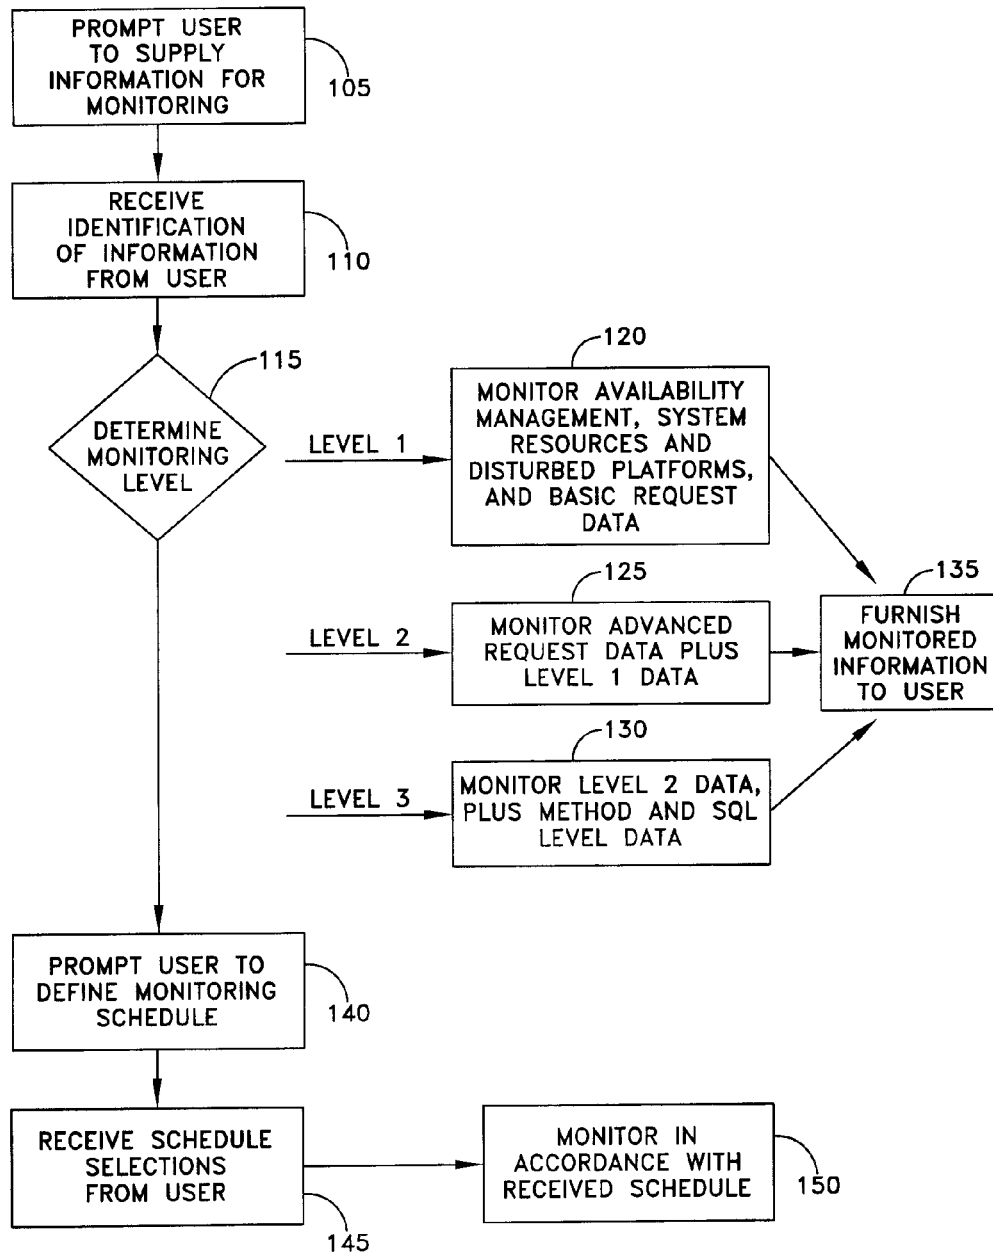 PROMPT USER
TO SUPPLY
INFORMATION FOR
MONITORING
105
RECEIVE
IDENTIFICATION
OF INFORMATION
FROM USER
110
115
DETERMINE
MONITORING
LEVEL
LEVEL 1
120
MONITOR AVAILABILITY
MANAGEMENT, SYSTEM
RESOURCES AND
DISTURBED PLATFORMS,
AND BASIC REQUEST
DATA
LEVEL 2
125
MONITOR ADVANCED
REQUEST DATA PLUS
LEVEL 1 DATA
135
FURNISH
MONITORED
INFORMATION
TO USER
LEVEL 3
130
MONITOR LEVEL 2 DATA,
PLUS METHOD AND SQL
LEVEL DATA
PROMPT USER TO
DEFINE MONITORING
SCHEDULE
140
RECEIVE SCHEDULE
SELECTIONS
FROM USER
145
MONITOR IN
ACCORDANCE WITH
RECEIVED SCHEDULE
150